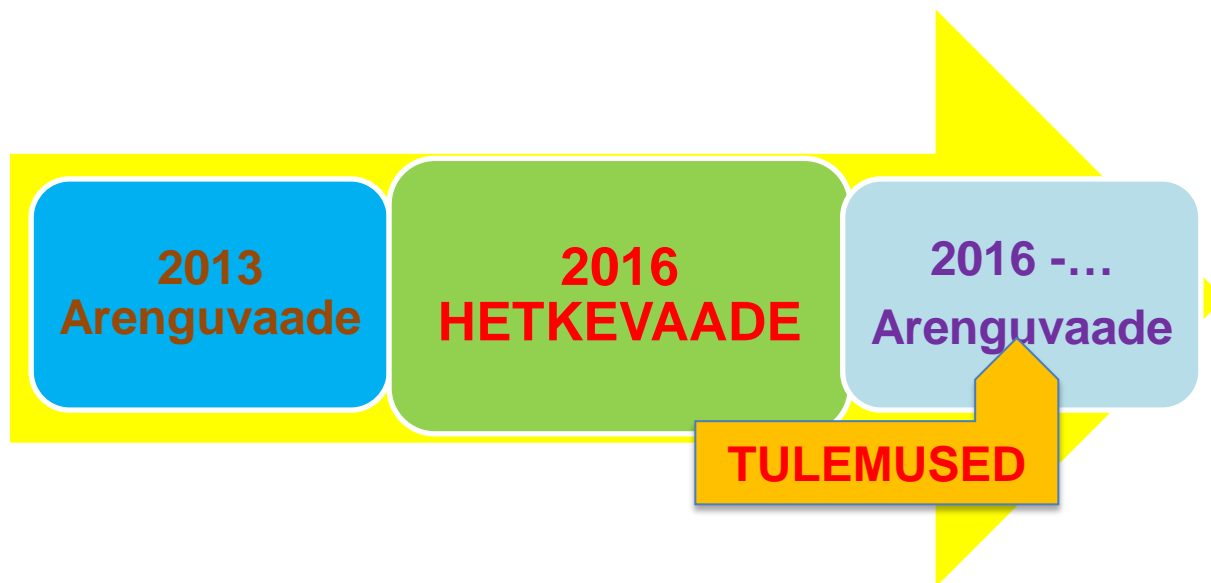 2013
Arenguvaade
2016
HETKEVAADE
2016 -…
Arenguvaade
TULEMUSED